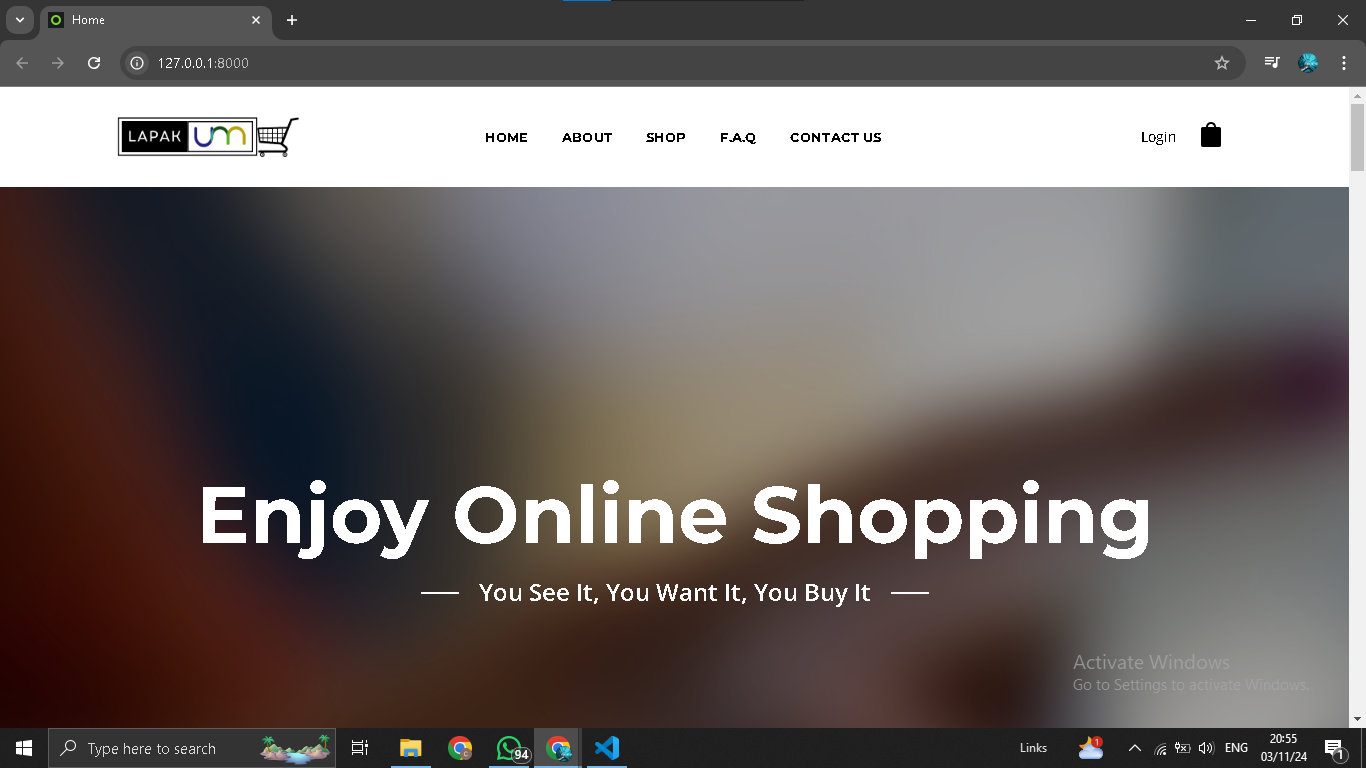 Home
127.0.0.1:8000
LAPAK um
HOME ABOUT SHOP F.A.Q CONTACT US
Login
Enjoy Online Shopping
You See It, You Want It, You Buy It
Activate Windows
Go to Settings to activate Windows.
Type here to search
94
Links
1
ENG
20:55
03/11/24
1